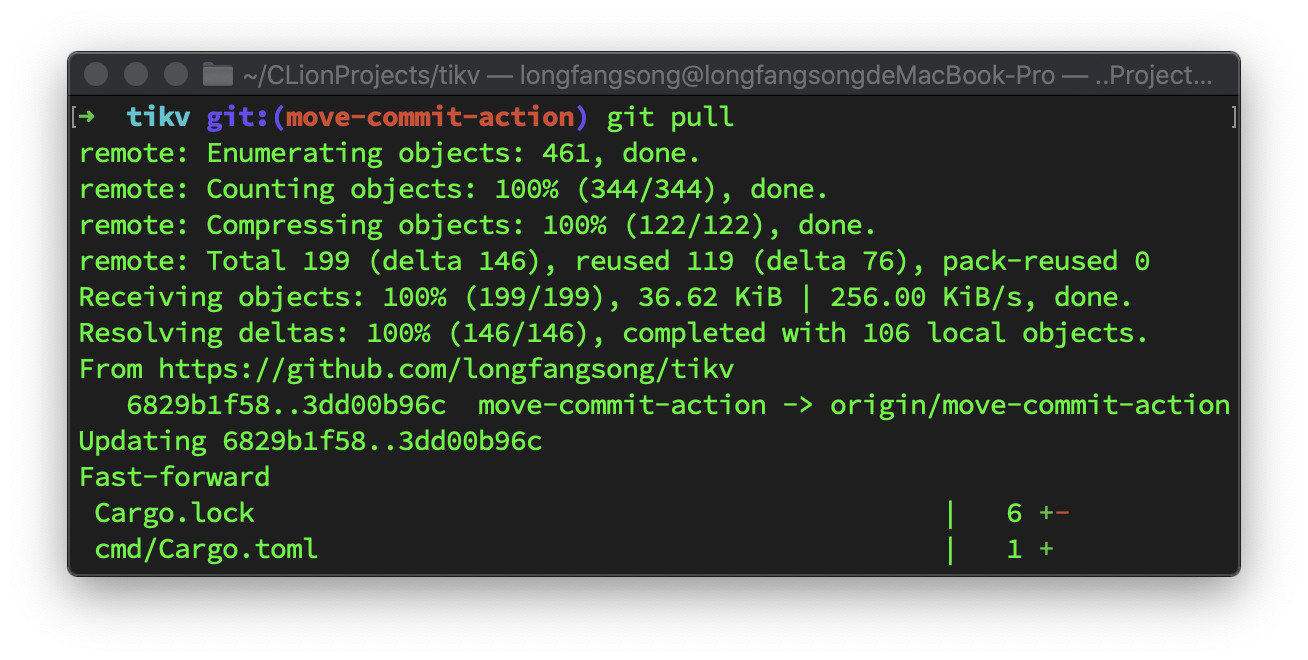 ~/CLionProjects/tikv — longfangsong@longfangsongdeMacBook-Pro — ..Project...
[➜  tikv git:(move-commit-action) git pull ]
remote: Enumerating objects: 461, done.
remote: Counting objects: 100% (344/344), done.
remote: Compressing objects: 100% (122/122), done.
remote: Total 199 (delta 146), reused 119 (delta 76), pack-reused 0
Receiving objects: 100% (199/199), 36.62 KiB | 256.00 KiB/s, done.
Resolving deltas: 100% (146/146), completed with 106 local objects.
From https://github.com/longfangsong/tikv
   6829b1f58..3dd00b96c  move-commit-action -> origin/move-commit-action
Updating 6829b1f58..3dd00b96c
Fast-forward
 Cargo.lock                                           |   6 +-
 cmd/Cargo.toml                                       |   1 +